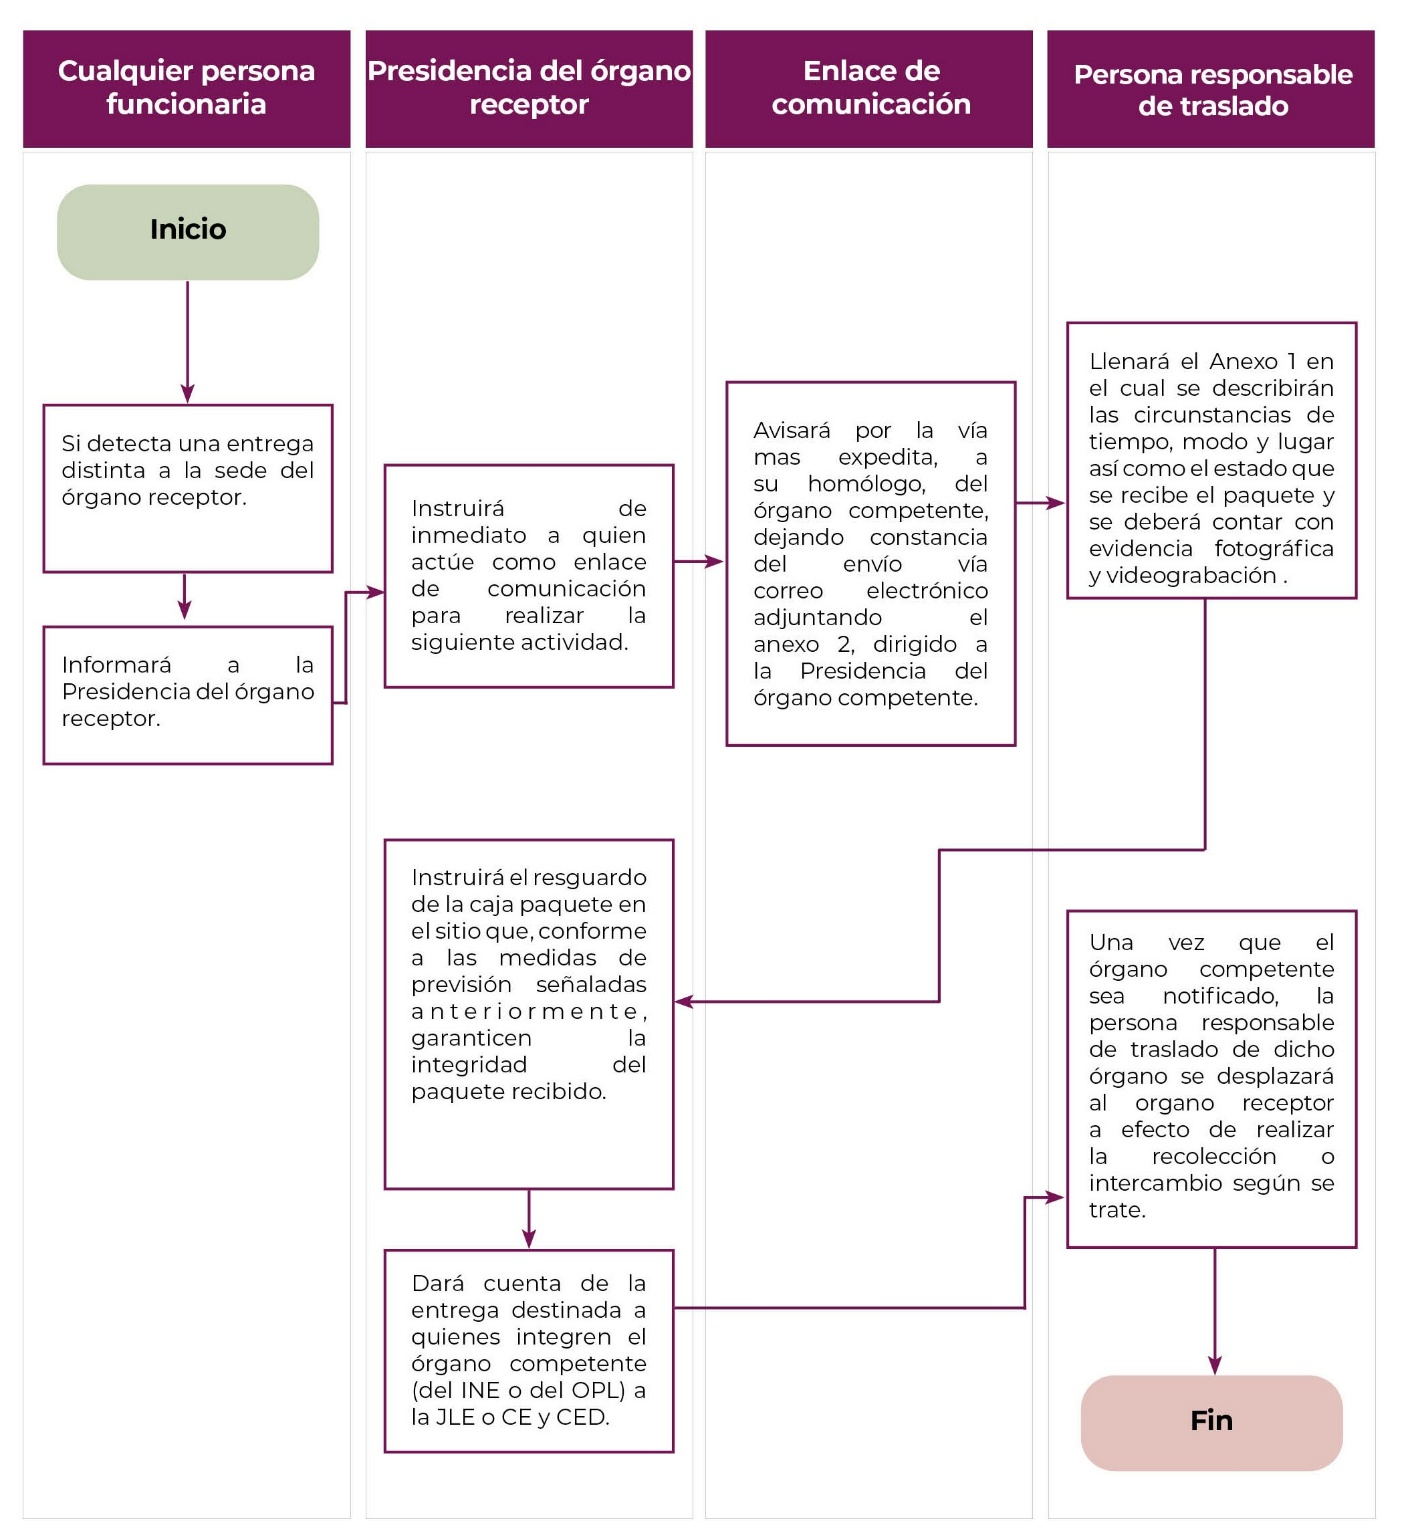 Cualquier persona
funcionaria
Presidencia del órgano
receptor
Enlace de
comunicación
Persona responsable
de traslado
Inicio
Si detecta una entrega
distinta a la sede del
órgano receptor.
Informará a la
Presidencia del órgano
receptor.
Instruirá de
inmediato a quien
actúe como enlace
de comunicación
para realizar la
siguiente actividad.
Avisará por la vía
mas expedita, a
su homólogo, del
órgano competente,
dejando constancia
del envío vía
correo electrónico
adjuntando el
anexo 2, dirigido a
la Presidencia del
órgano competente.
Llenará el Anexo 1 en
el cual se describirán
las circunstancias de
tiempo, modo y lugar
así como el estado que
se recibe el paquete y
se deberá contar con
evidencia fotográfica
y videograbación .
Instruirá el resguardo
de la caja paquete en
el sitio que, conforme
a las medidas de
previsión señaladas
anteriormente,
garanticen la
integridad del
paquete recibido.
Dará cuenta de la
entrega destinada a
quienes integren el
órgano competente
(del INE o del OPL) a
la JLE o CE y CED.
Una vez que el
órgano competente
sea notificado, la
persona responsable
de traslado de dicho
órgano se desplazará
al organo receptor
a efecto de realizar
la recolección o
intercambio según se
trate.
Fin